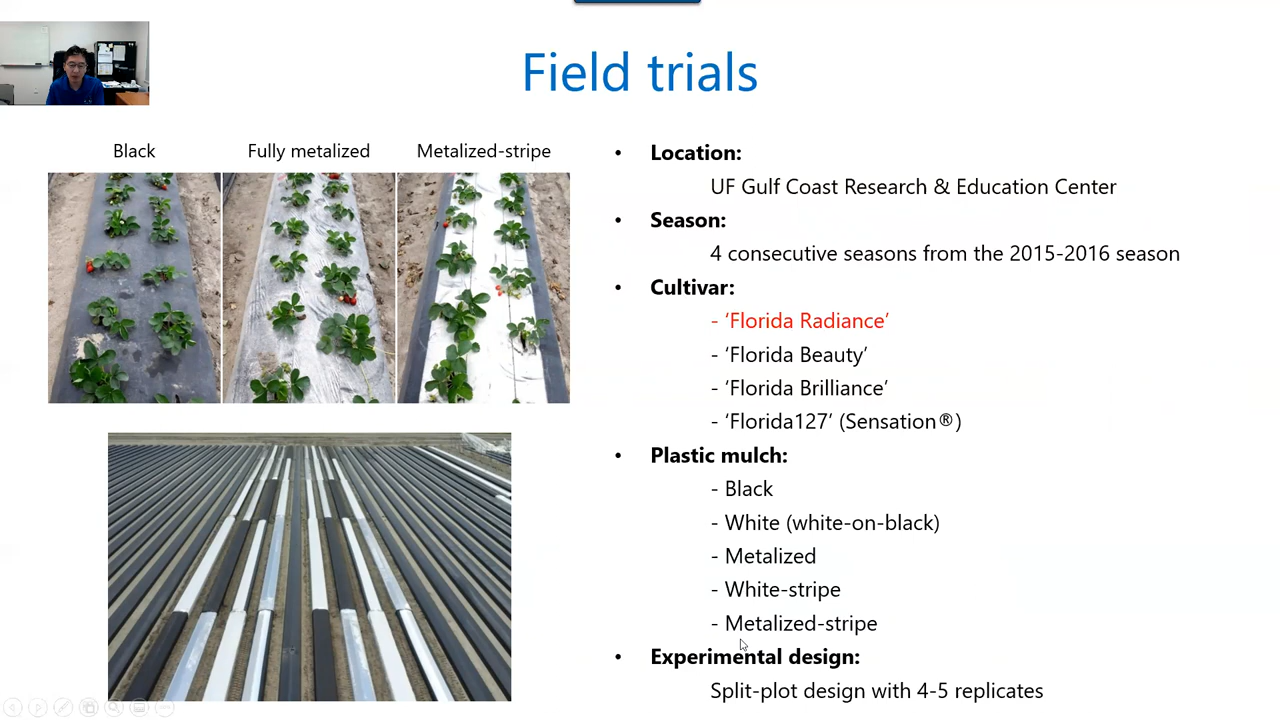 Field trials
Black
Fully metalized
Metalized-stripe
• Location:
UF Gulf Coast Research & Education Center
• Season:
4 consecutive seasons from the 2015-2016 season
• Cultivar:
- ‘Florida Radiance’
- ‘Florida Beauty’
- ‘Florida Brilliance’
- ‘Florida127’ (Sensation®)
• Plastic mulch:
- Black
- White (white-on-black)
- Metalized
- White-stripe
- Metalized-stripe
• Experimental design:
Split-plot design with 4-5 replicates